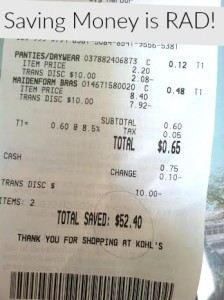 Saving Money is RAD!
PANTIES/DAYWEAR 037882406873 C 0.12 T1
ITEM PRICE 2.20
TRANS DISC $10.00 2.08-
MAIDENFORM BRAS 014671580020 C 0.48 T1
ITEM PRICE 8.40
TRANS DISC $10.00 7.92-
SUBTOTAL 0.60
T1= 0.60 @ 8.5% TAX 0.05
TOTAL $0.65
CASH 0.75
CHANGE 0.10-
TRANS DISC $ 10.00-
ITEMS: 2
TOTAL SAVED: $52.40
THANK YOU FOR SHOPPING AT KOHL'S